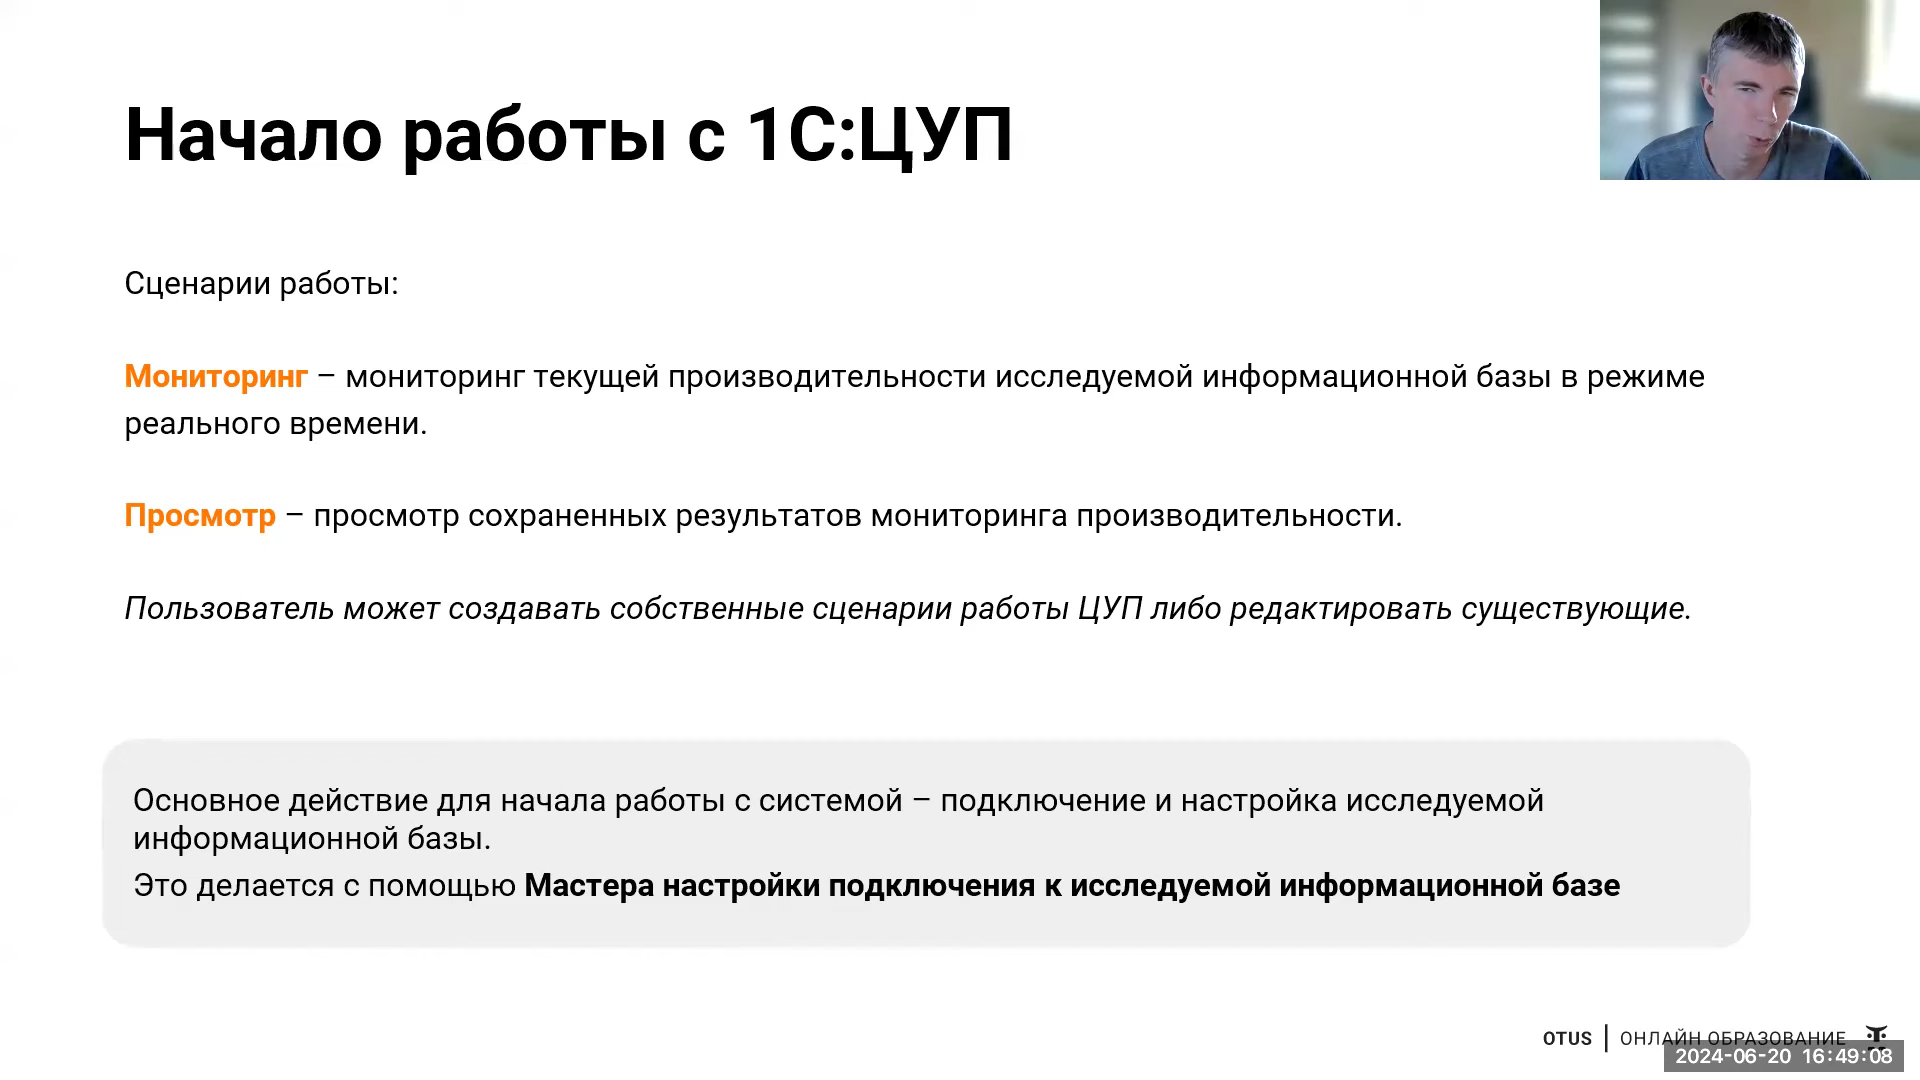 Начало работы с 1С:ЦУП
Сценарии работы:
Мониторинг – мониторинг текущей производительности исследуемой информационной базы в режиме
реального времени.
Просмотр – просмотр сохраненных результатов мониторинга производительности.
Пользователь может создавать собственные сценарии работы ЦУП либо редактировать существующие.
Основное действие для начала работы с системой – подключение и настройка исследуемой
информационной базы.
Это делается с помощью Мастера настройки подключения к исследуемой информационной базе
OTUS | ОНЛАЙН ОБРАЗОВАНИЕ
2024-06-20 16:49:08